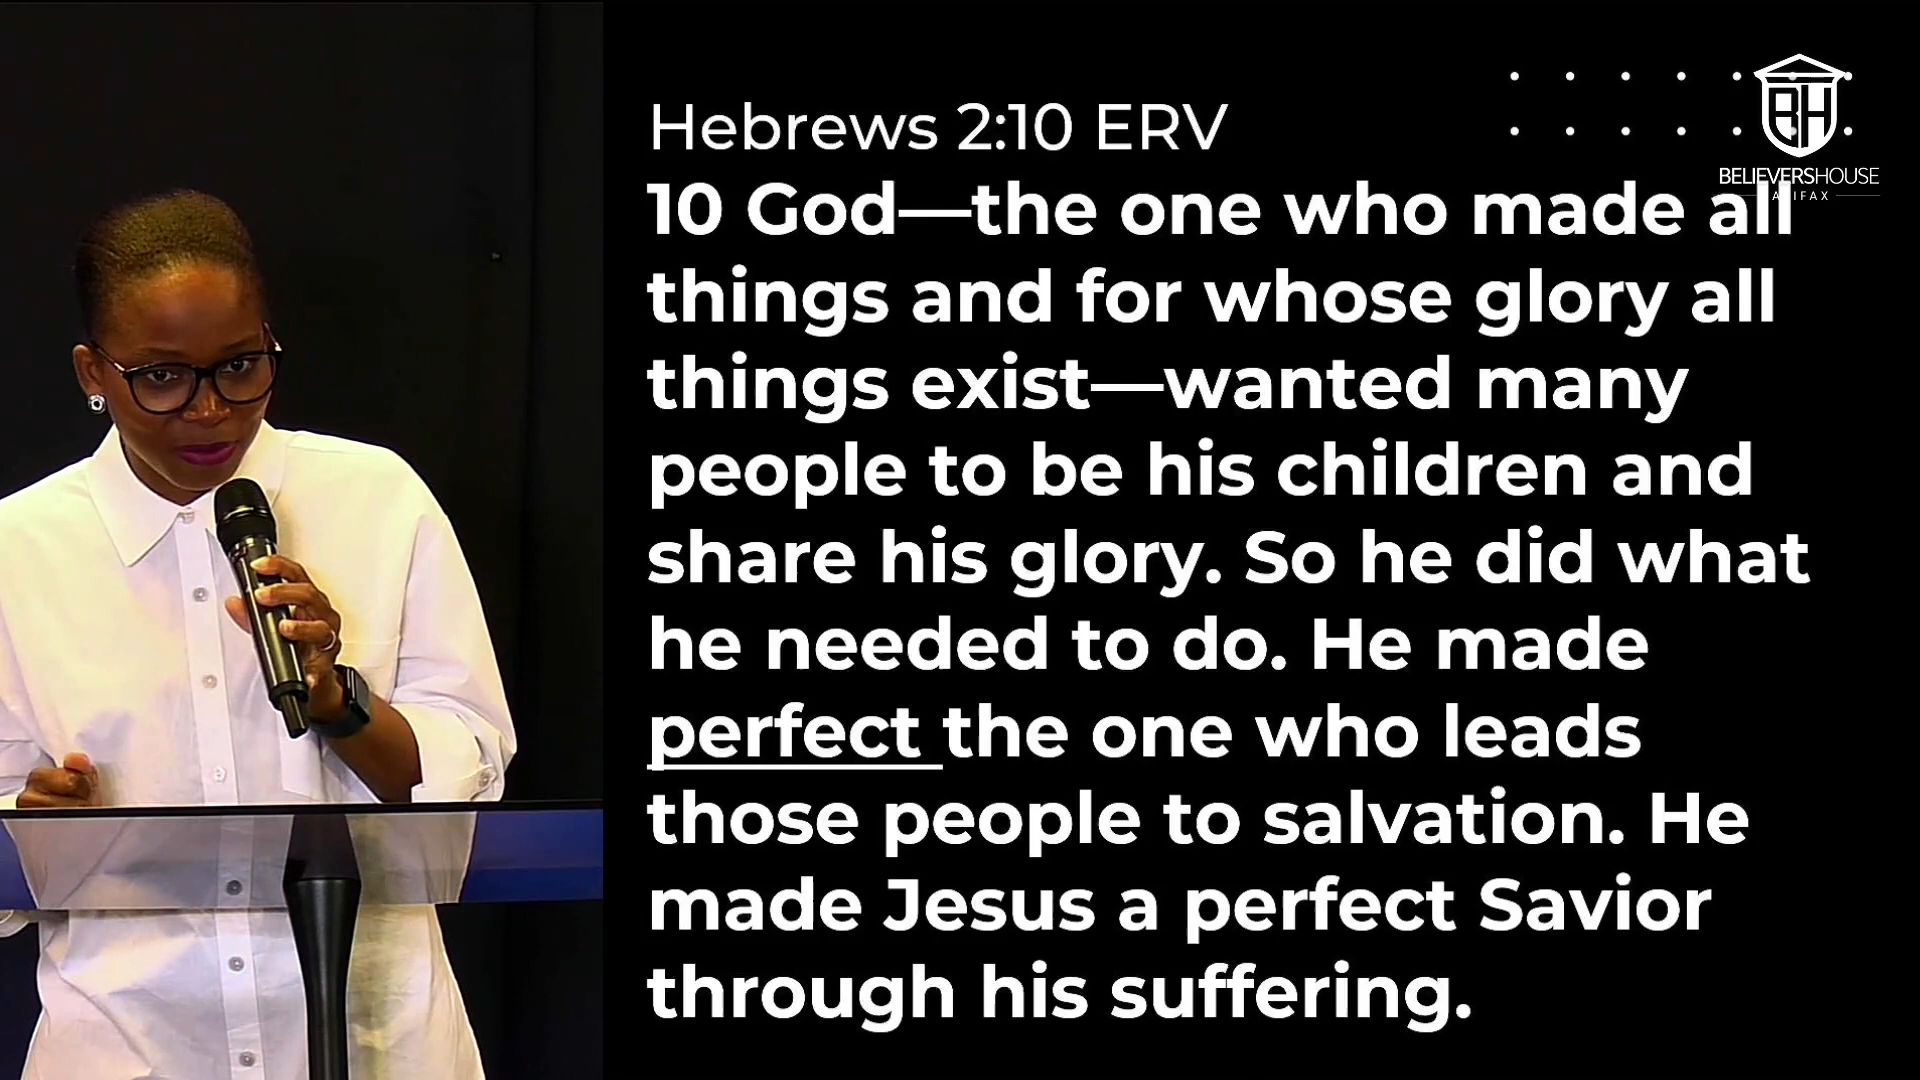 Hebrews 2:10 ERV
10 God—the one who made all
things and for whose glory all
things exist—wanted many
people to be his children and
share his glory. So he did what
he needed to do. He made
perfect the one who leads
those people to salvation. He
made Jesus a perfect Savior
through his suffering.
BH
BELIEVERSHOUSE